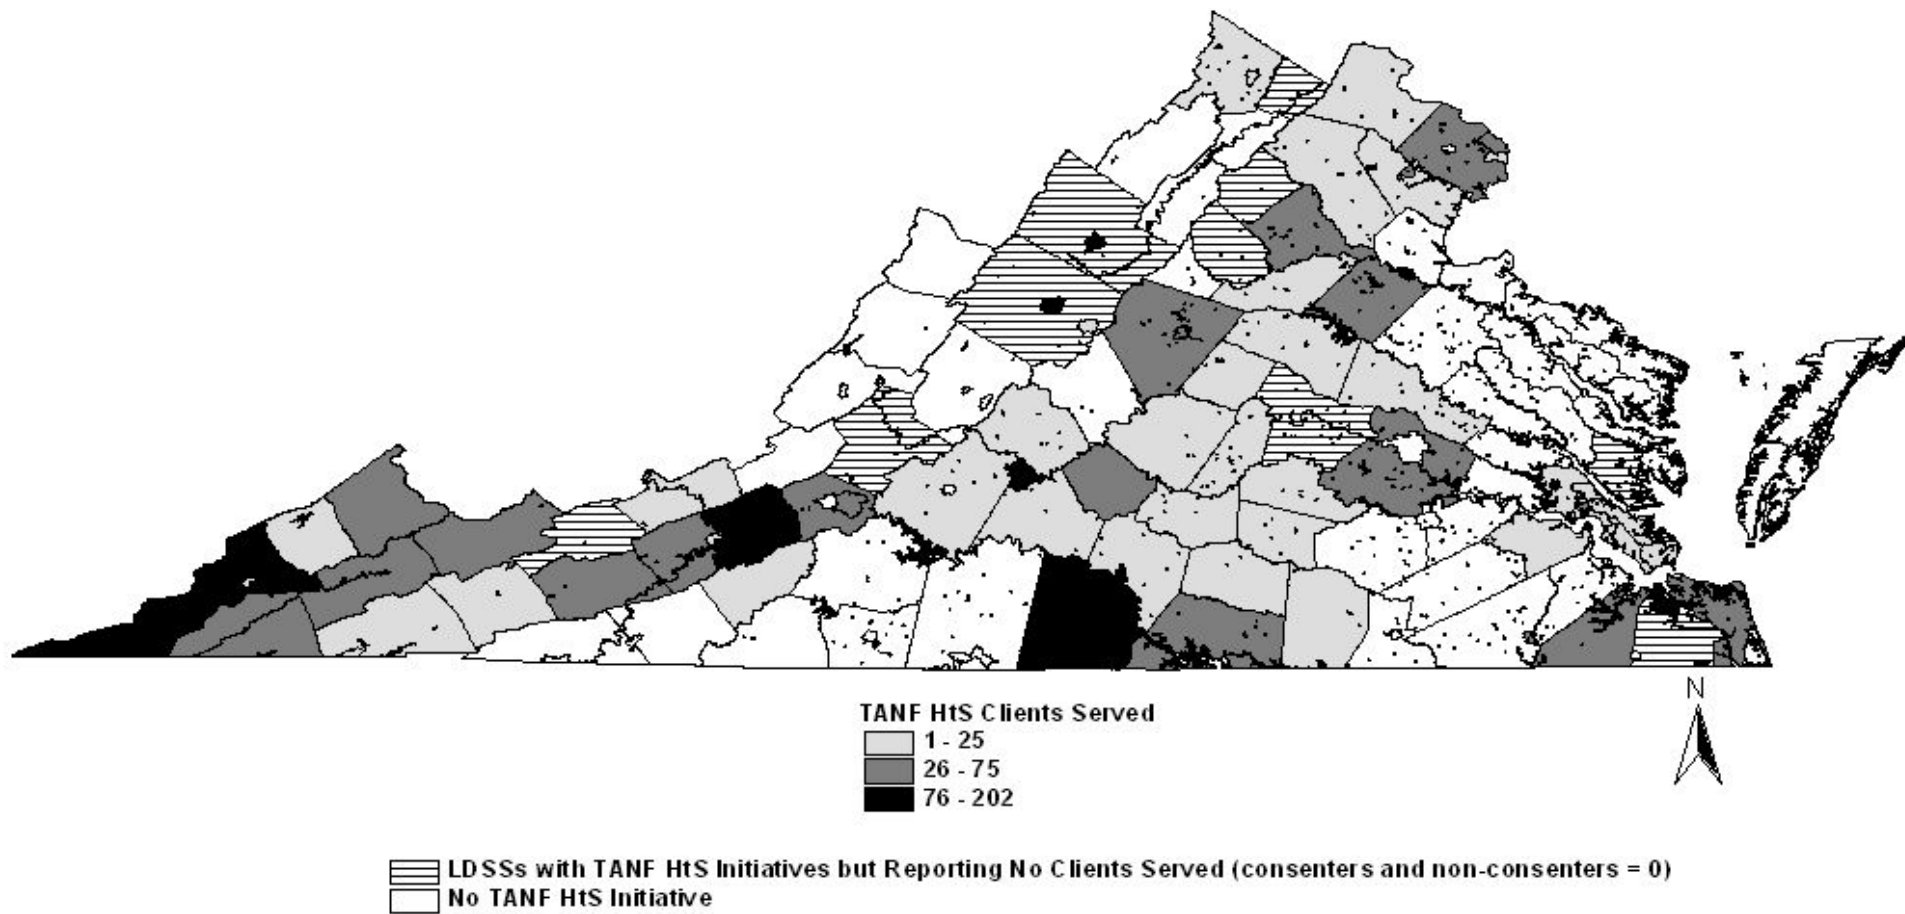 N
TANF HtS Clients Served
1 - 25
26 - 75
76 - 202
LDSSs with TANF HtS Initiatives but Reporting No Clients Served (consenters and non-consenters = 0)
No TANF HtS Initiative